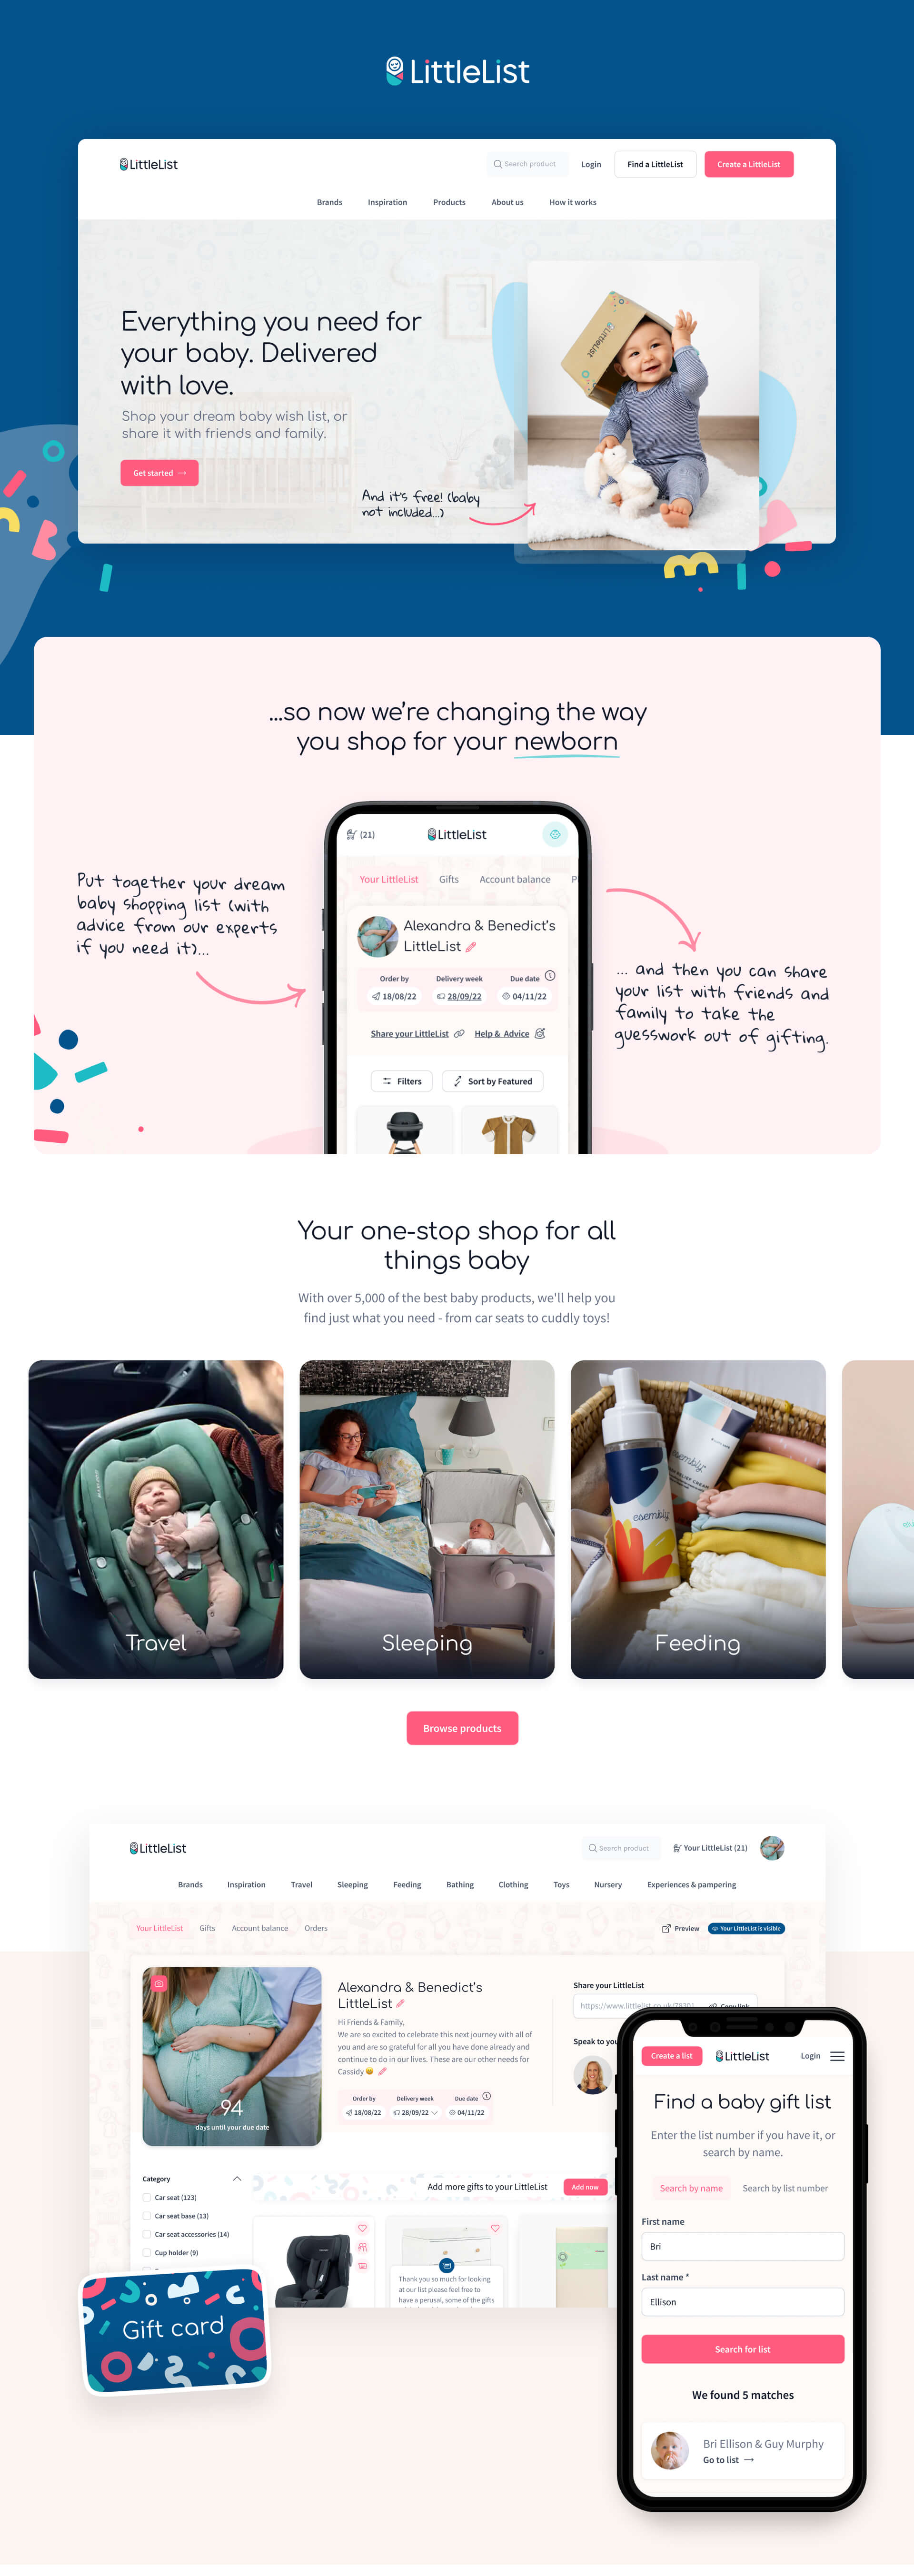 LittleList
LittleList
Search product
Login
Find a LittleList
Create a LittleList
Brands
Inspiration
Products
About us
How it works
Everything you need for
your baby. Delivered
with love.
Shop your dream baby wish list, or
share it with friends and family.
Get started →
LittleList
And it's free! (baby
not included...)
...so now we're changing the way
you shop for your newborn
Put together your dream
baby shopping list (with
advice from our experts
if you need it)...
(21)
LittleList
Your LittleList
Gifts
Account balance
Alexandra & Benedict's
LittleList
Order by
Delivery week
Due date
18/08/22
28/09/22
04/11/22
Share your LittleList
Help & Advice
Filters
Sort by Featured
... and then you can share
your list with friends and
family to take the
guesswork out of gifting.
Your one-stop shop for all
things baby
With over 5,000 of the best baby products, we'll help you
find just what you need - from car seats to cuddly toys!
Travel
Sleeping
esembly
RELIEF CREAM
esembly
Feeding
Browse products
LittleList
Search product
Your LittleList (21)
Brands
Inspiration
Travel
Sleeping
Feeding
Bathing
Clothing
Toys
Nursery
Experiences & pampering
Your LittleList
Gifts
Account balance
Orders
Preview
Your LittleList is visible
94
days until your due date
Alexandra & Benedict's
LittleList
Hi Friends & Family,
We are so excited to celebrate this next journey with all of
you and are so grateful for all you have done already and
continue to do in our lives. These are our other needs for
Cassidy 😄
Order by
Delivery week
Due date
18/08/22
28/09/22
04/11/22
Share your LittleList
https://www.littlelist.co.uk/78301
Copy link
Speak to you
Category
Car seat (123)
Car seat base (13)
Car seat accessories (14)
Cup holder (9)
Add more gifts to your LittleList
Add now
Thank you so much for looking
at our list please feel free to
have a perusal, some of the gifts
Gift card
Create a list
LittleList
Login
Find a baby gift list
Enter the list number if you have it, or
search by name.
Search by name
Search by list number
First name
Bri
Last name *
Ellison
Search for list
We found 5 matches
Bri Ellison & Guy Murphy
Go to list →